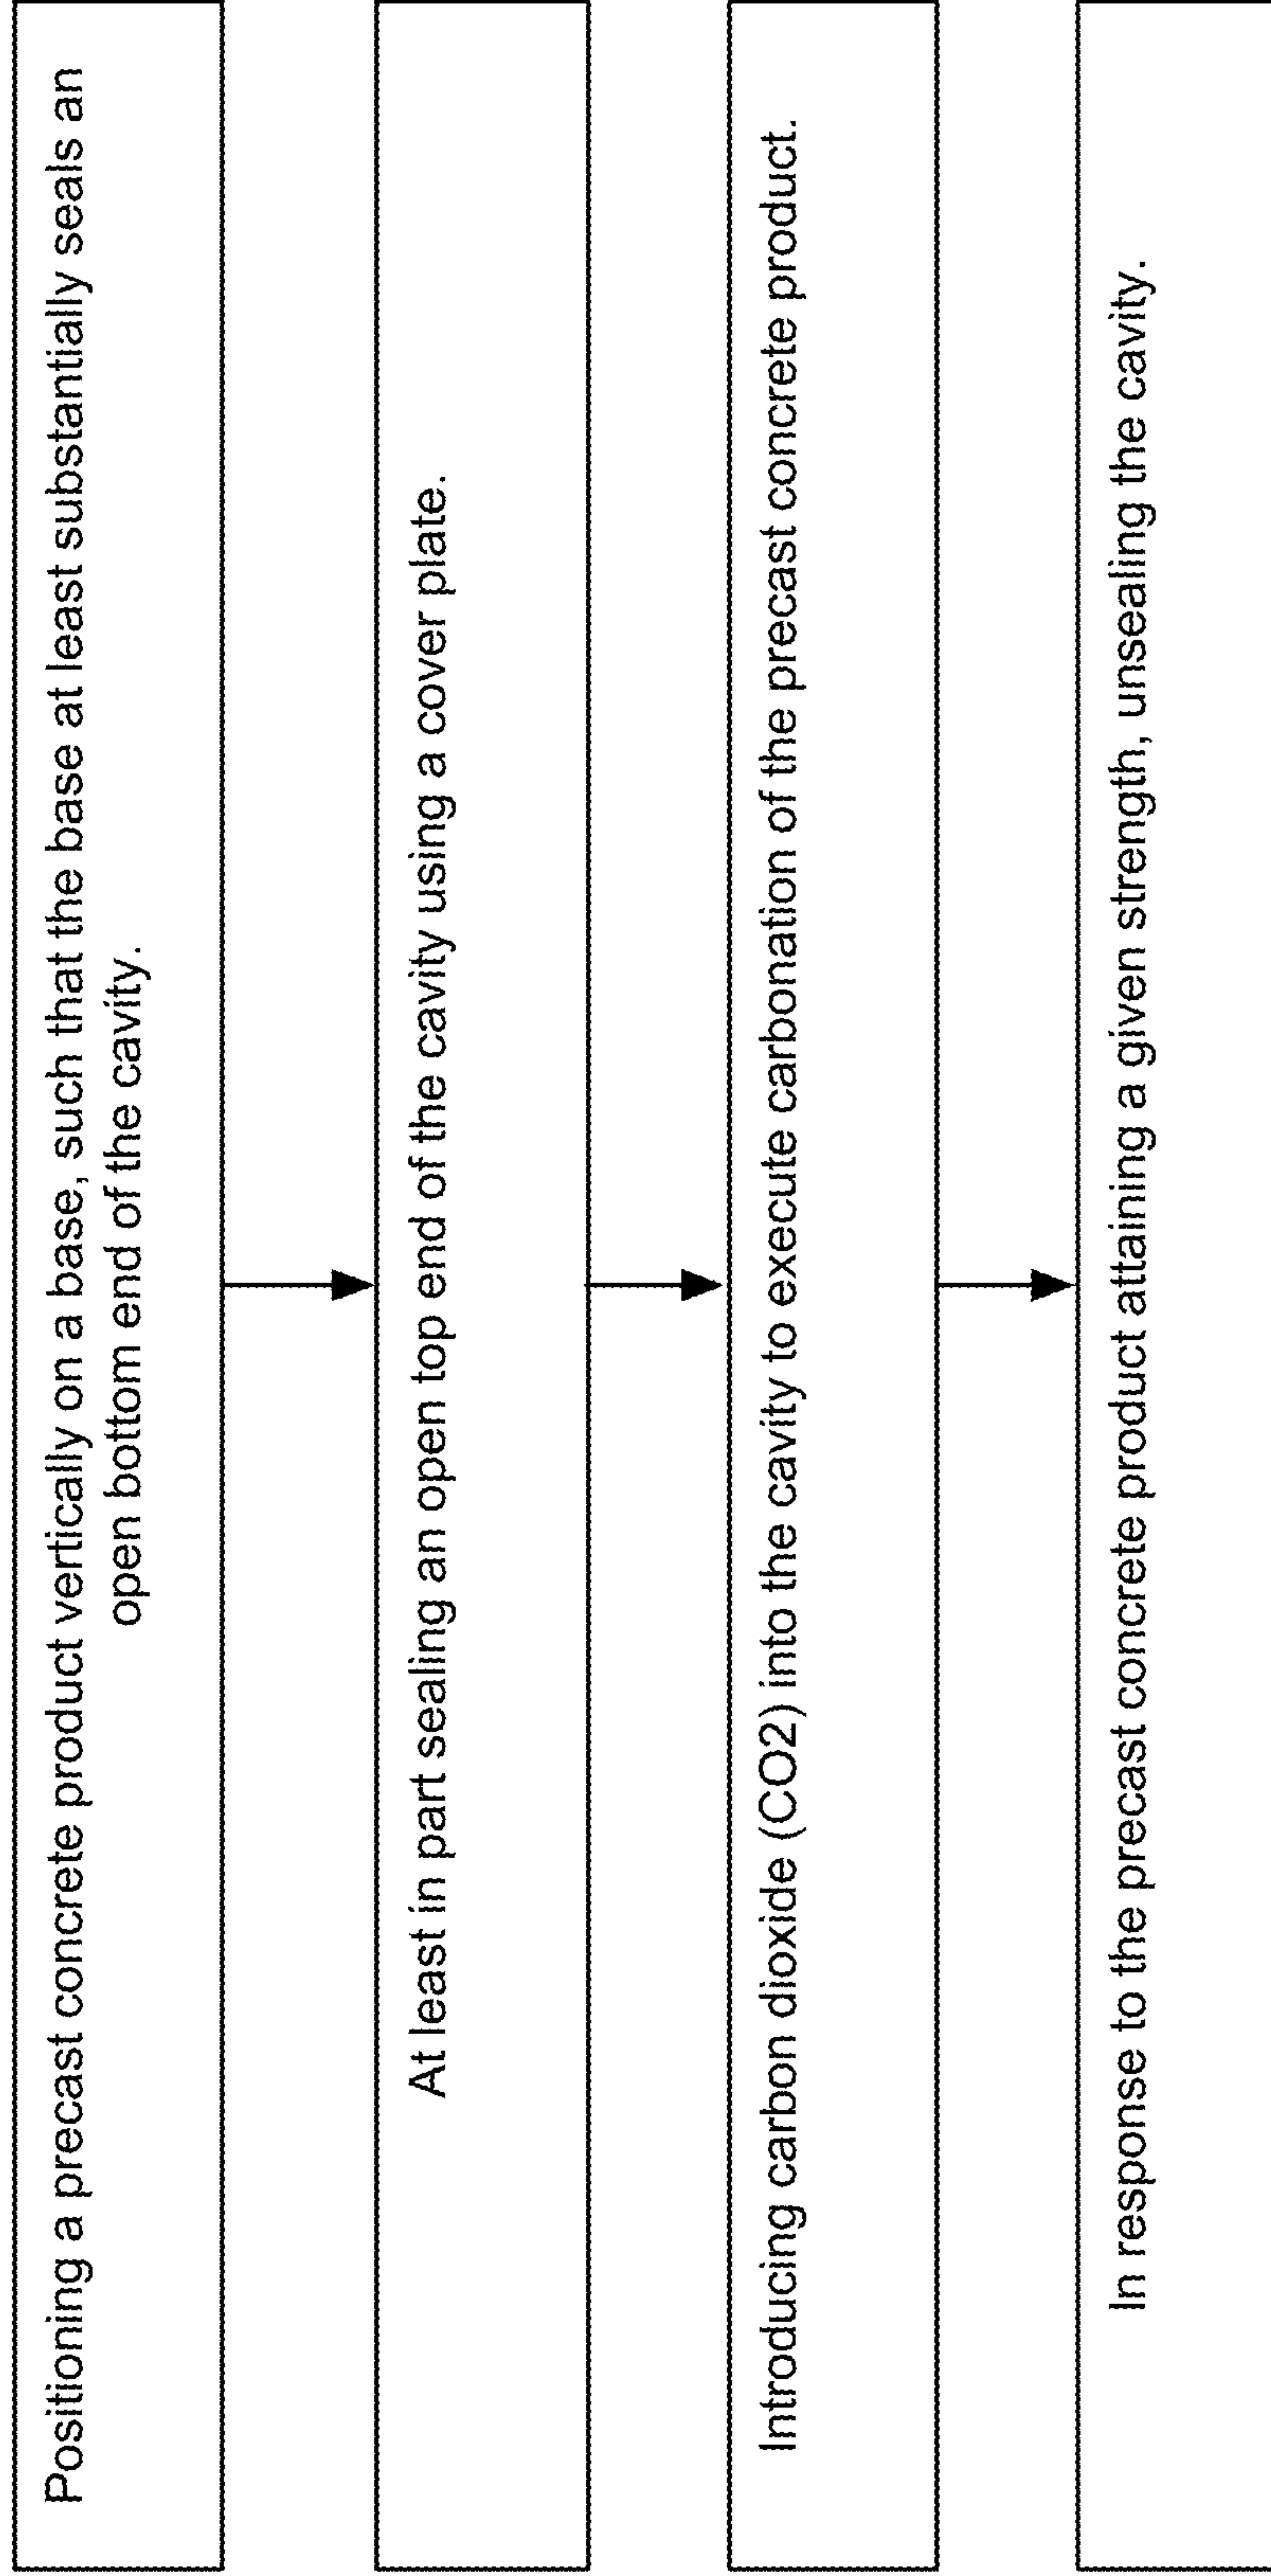 Positioning a precast concrete product vertically on a base, such that the base at least substantially seals an
open bottom end of the cavity.
At least in part sealing an open top end of the cavity using a cover plate.
Introducing carbon dioxide (CO2) into the cavity to execute carbonation of the precast concrete product.
In response to the precast concrete product attaining a given strength, unsealing the cavity.